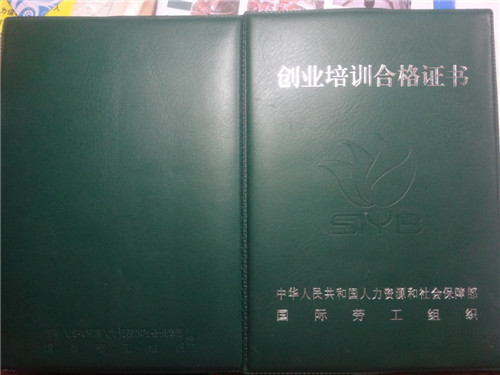 创业培训合格证书
SIYB
中华人民共和国人力资源和社会保障部
国际劳工组织